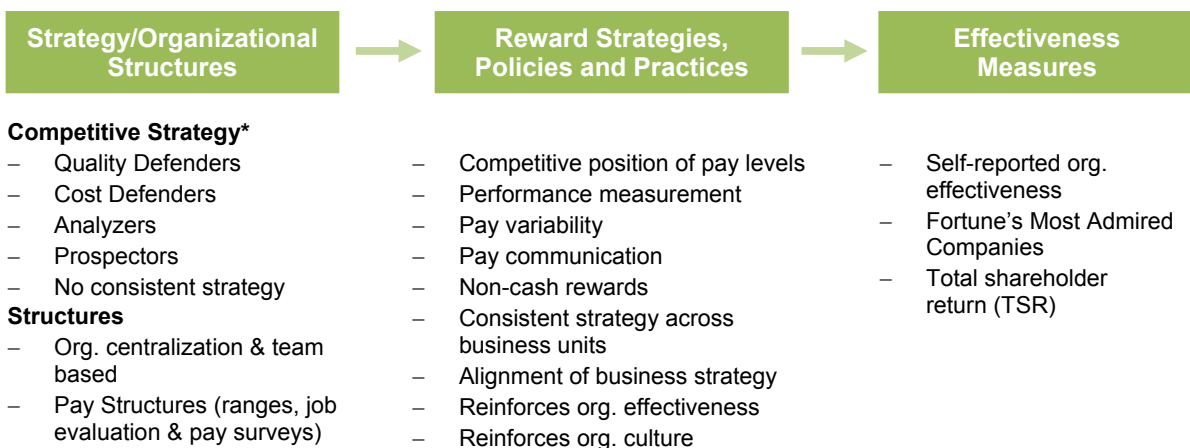 Strategy/Organizational
Structures
Reward Strategies,
Policies and Practices
Effectiveness
Measures
Competitive Strategy*
– Quality Defenders
– Cost Defenders
– Analyzers
– Prospectors
– No consistent strategy
Structures
– Org. centralization & team
based
– Pay Structures (ranges, job
evaluation & pay surveys)
– Competitive position of pay levels
– Performance measurement
– Pay variability
– Pay communication
– Non-cash rewards
– Consistent strategy across
business units
– Alignment of business strategy
– Reinforces org. effectiveness
– Reinforces org. culture
– Self-reported org.
effectiveness
– Fortune’s Most Admired
Companies
– Total shareholder
return (TSR)